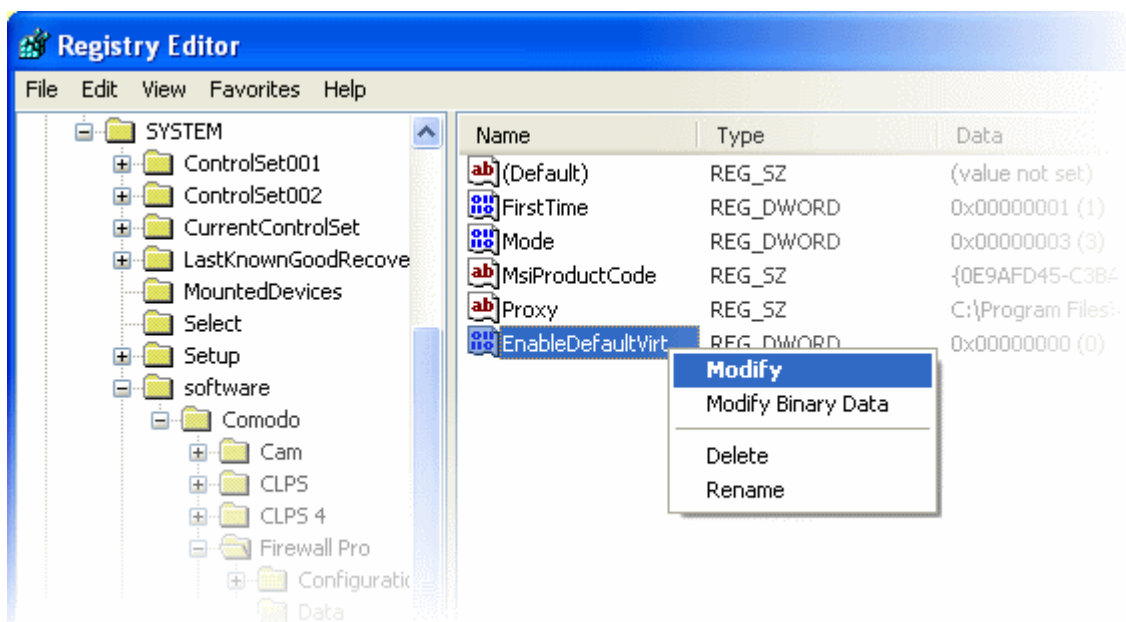 Registry Editor
File Edit View Favorites Help
SYSTEM
ControlSet001
ControlSet002
CurrentControlSet
LastKnownGoodRecove
MountedDevices
Select
Setup
software
Comodo
Cam
CLPS
CLPS 4
Firewall Pro
Configuratic
Data
Name Type Data
(Default) REG_SZ (value not set)
FirstTime REG_DWORD 0x00000001 (1)
Mode REG_DWORD 0x00000003 (3)
MsiProductCode REG_SZ {0E9AFD45-C3BA
Proxy REG_SZ C:\Program Files\
EnableDefaultVirt REG_DWORD 0x00000000 (0)
Modify
Modify Binary Data
Delete
Rename